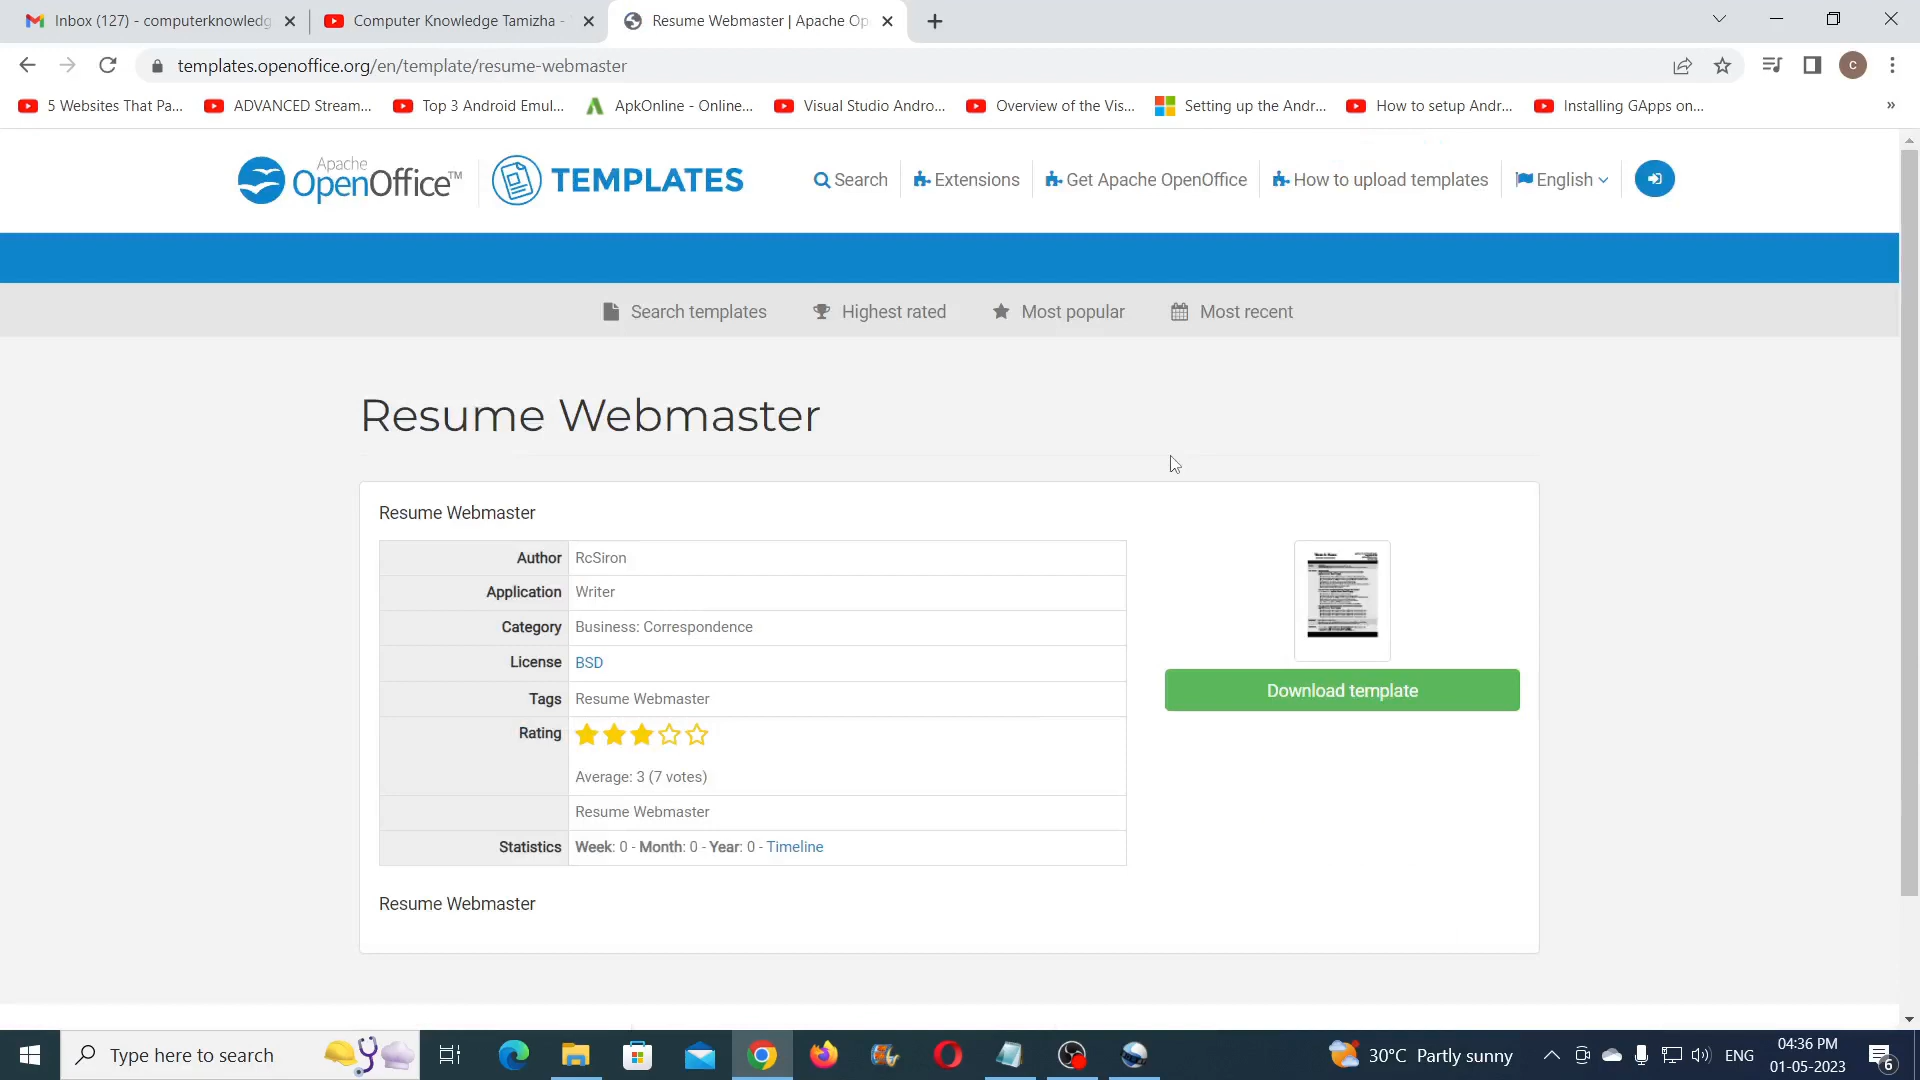 Inbox (127) - computerknowledg
Computer Knowledge Tamizha -
Resume Webmaster | Apache Op
templates.openoffice.org/en/template/resume-webmaster
C
5 Websites That Pa...
ADVANCED Stream...
Top 3 Android Emul...
ApkOnline - Online...
Visual Studio Andro...
Overview of the Vis...
Setting up the Andr...
How to setup Andr...
Installing GApps on...
»
Apache
OpenOffice™
TEMPLATES
Search
Extensions
Get Apache OpenOffice
How to upload templates
English
Search templates
Highest rated
Most popular
Most recent
Resume Webmaster
Resume Webmaster
Author RcSiron
Application Writer
Category Business: Correspondence
License BSD
Tags Resume Webmaster
Rating
Average: 3 (7 votes)
Resume Webmaster
Statistics Week: 0 - Month: 0 - Year: 0 - Timeline
Download template
Resume Webmaster
Type here to search
30°C Partly sunny
ENG
04:36 PM
01-05-2023
6